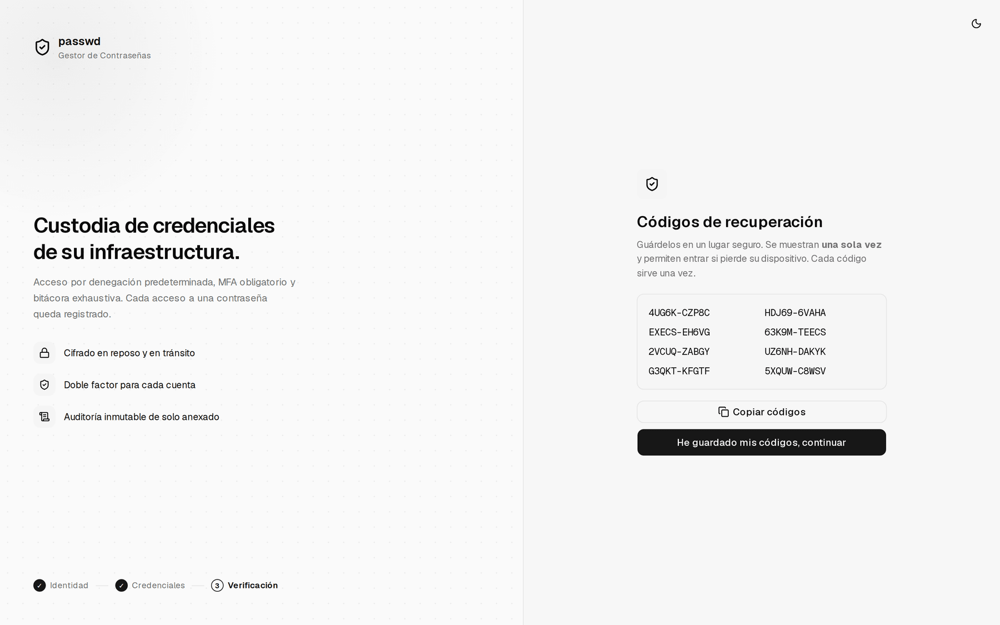 passwd
Gestor de Contraseñas
Custodia de credenciales
de su infraestructura.
Acceso por denegación predeterminada, MFA obligatorio y
bitácora exhaustiva. Cada acceso a una contraseña
queda registrado.
Cifrado en reposo y en tránsito
Doble factor para cada cuenta
Auditoría inmutable de solo anexado
✓ Identidad
✓ Credenciales
3 Verificación
Códigos de recuperación
Guárdelos en un lugar seguro. Se muestran una sola vez
y permiten entrar si pierde su dispositivo. Cada código
sirve una vez.
4UG6K-CZP8C HDJ69-6VAHA
EXECS-EH6VG 63K9M-TEECS
2VCUQ-ZABGY UZ6NH-DAKYK
G3QKT-KFGTF 5XQUW-C8WSV
Copiar códigos
He guardado mis códigos, continuar